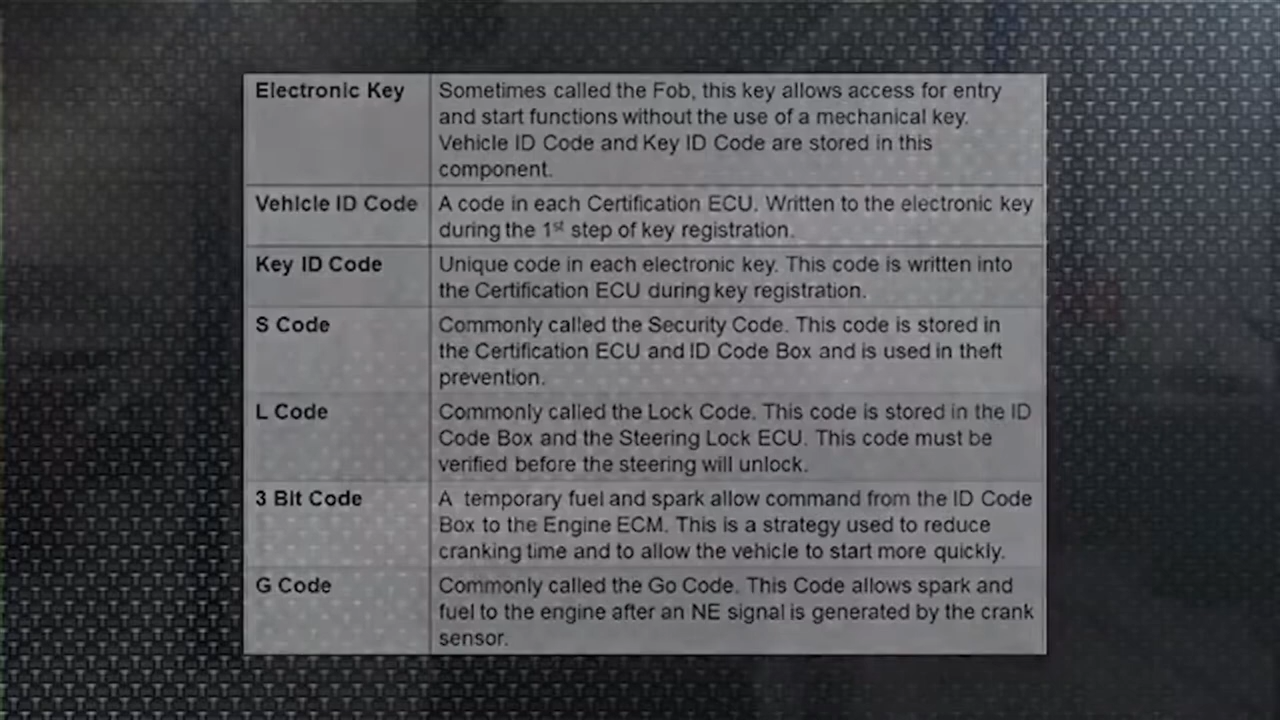 Electronic Key
Sometimes called the Fob, this key allows access for entry
and start functions without the use of a mechanical key.
Vehicle ID Code and Key ID Code are stored in this
component.
Vehicle ID Code
A code in each Certification ECU. Written to the electronic key
during the 1st step of key registration.
Key ID Code
Unique code in each electronic key. This code is written into
the Certification ECU during key registration.
S Code
Commonly called the Security Code. This code is stored in
the Certification ECU and ID Code Box and is used in theft
prevention.
L Code
Commonly called the Lock Code. This code is stored in the ID
Code Box and the Steering Lock ECU. This code must be
verified before the steering will unlock.
3 Bit Code
A temporary fuel and spark allow command from the ID Code
Box to the Engine ECM. This is a strategy used to reduce
cranking time and to allow the vehicle to start more quickly.
G Code
Commonly called the Go Code. This Code allows spark and
fuel to the engine after an NE signal is generated by the crank
sensor.